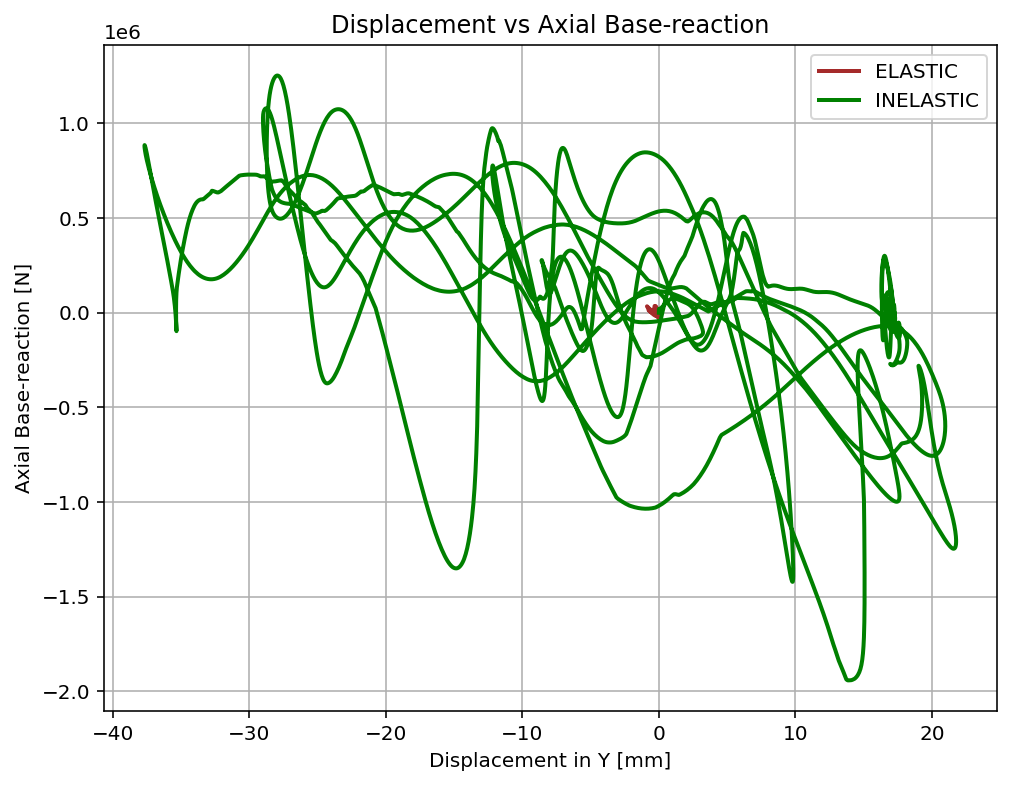 Displacement vs Axial Base-reaction
1e6
ELASTIC
INELASTIC
1.0
0.5
0.0
−0.5
−1.0
−1.5
−2.0
Axial Base-reaction [N]
−40 −30 −20 −10 0 10 20
Displacement in Y [mm]